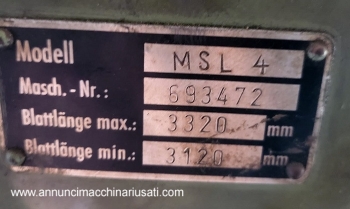 Modell MSL 4
Masch.-Nr.: 693472
Blattlänge max.: 3320 mm
Blattlänge min.: 3120 mm
www.annuncimacchinariusati.com